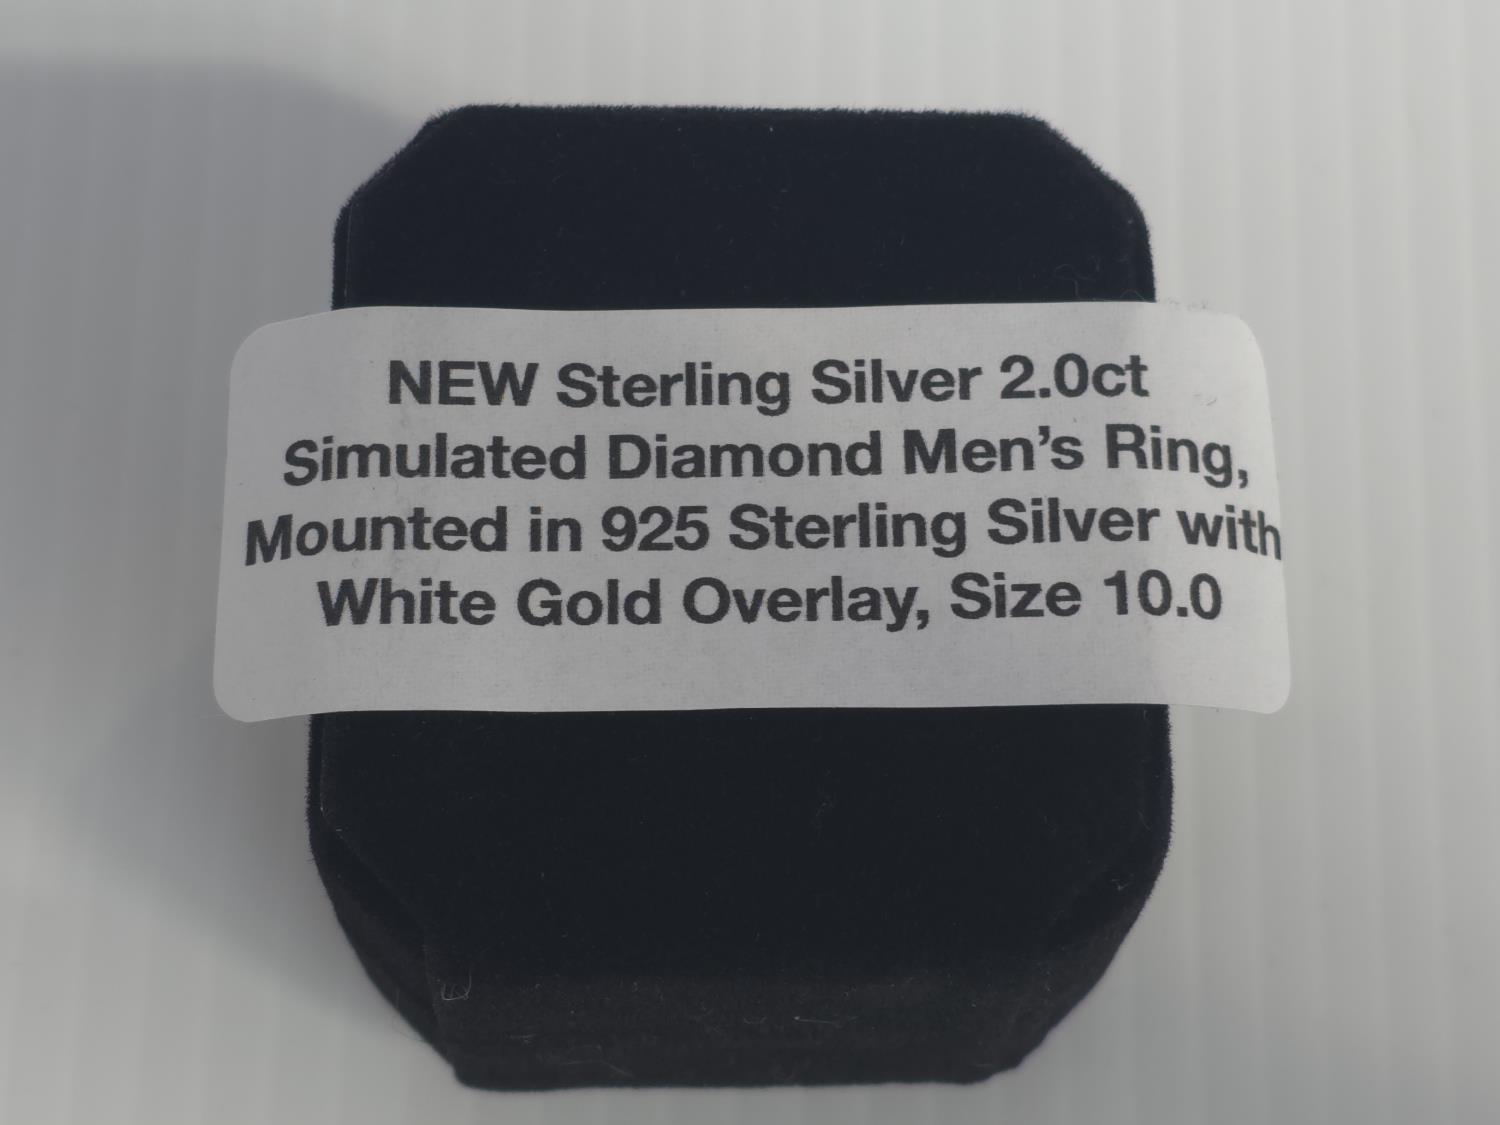 NEW Sterling Silver 2.0ct
Simulated Diamond Men’s Ring,
Mounted in 925 Sterling Silver with
White Gold Overlay, Size 10.0